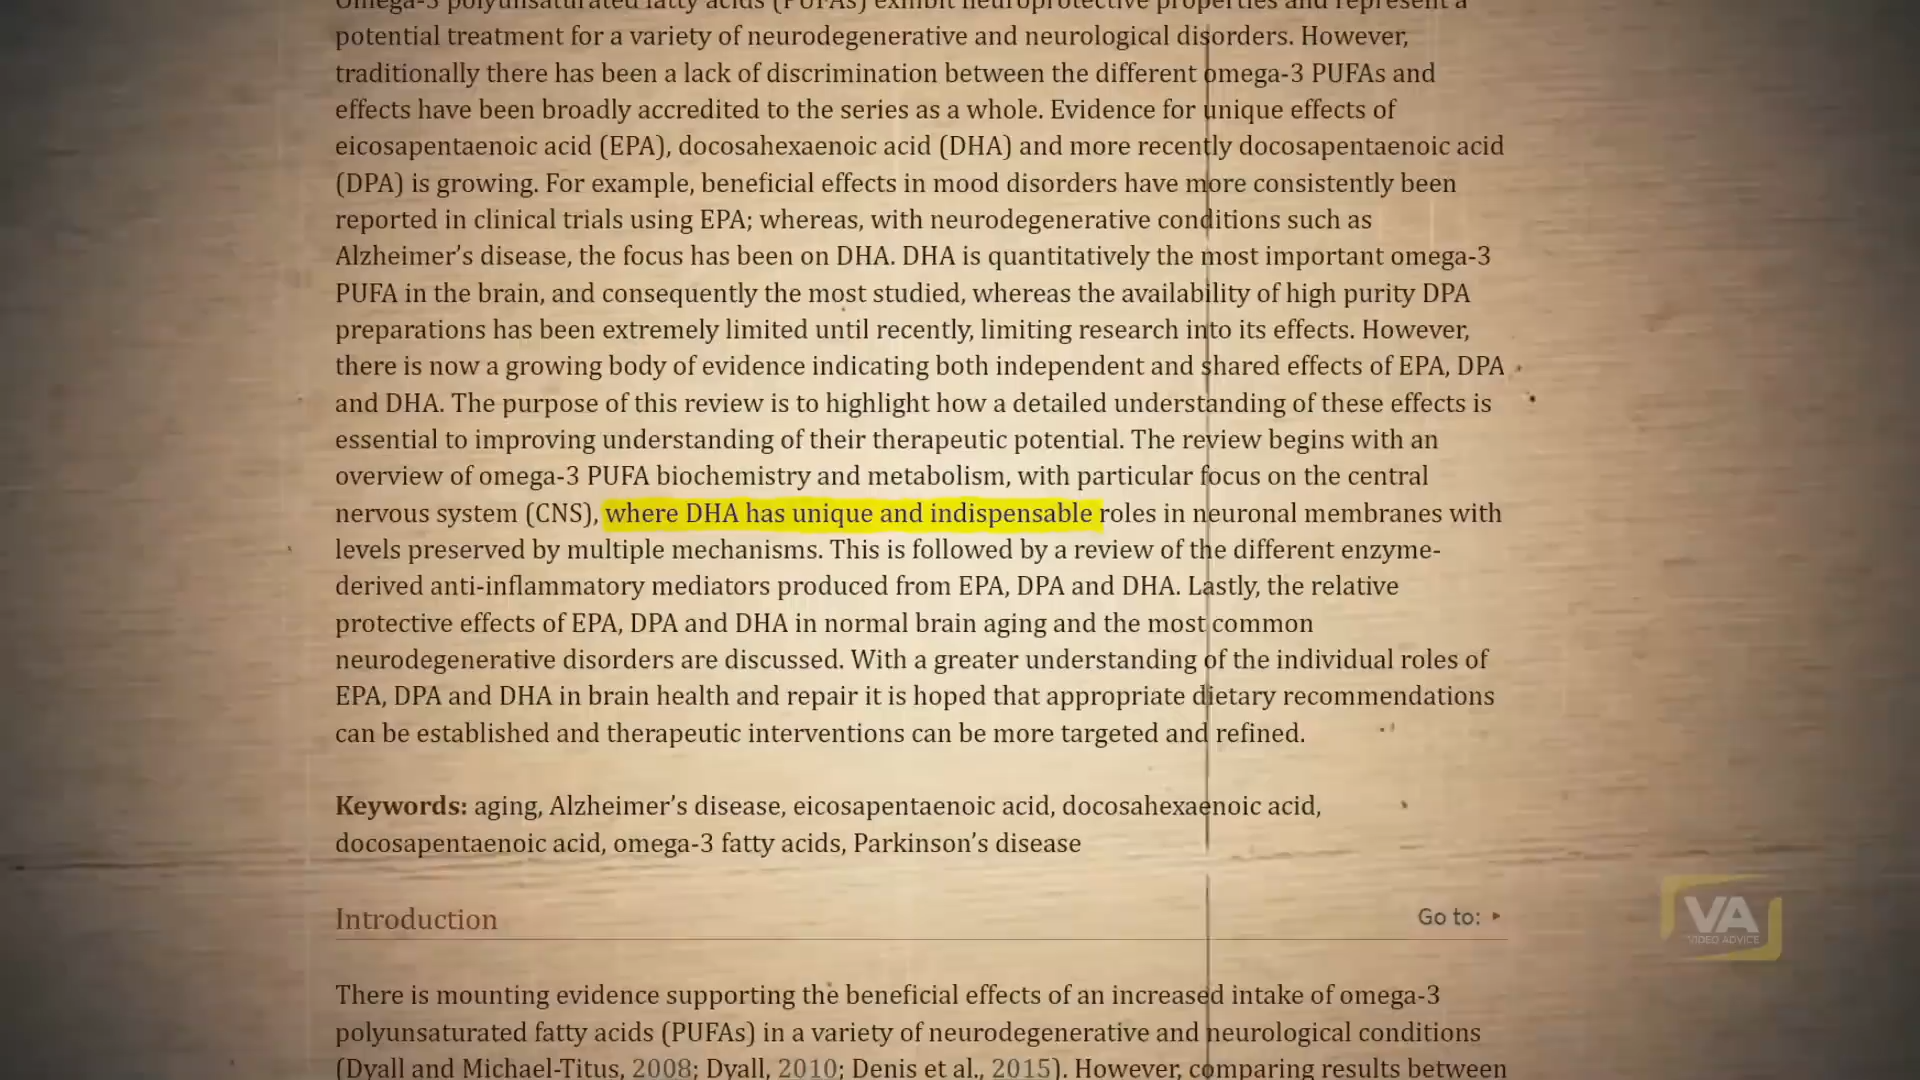 Omega-3 polyunsaturated fatty acids (PUFAs) exhibit neuroprotective properties and represent a
potential treatment for a variety of neurodegenerative and neurological disorders. However,
traditionally there has been a lack of discrimination between the different omega-3 PUFAs and
effects have been broadly accredited to the series as a whole. Evidence for unique effects of
eicosapentaenoic acid (EPA), docosahexaenoic acid (DHA) and more recently docosapentaenoic acid
(DPA) is growing. For example, beneficial effects in mood disorders have more consistently been
reported in clinical trials using EPA; whereas, with neurodegenerative conditions such as
Alzheimer's disease, the focus has been on DHA. DHA is quantitatively the most important omega-3
PUFA in the brain, and consequently the most studied, whereas the availability of high purity DPA
preparations has been extremely limited until recently, limiting research into its effects. However,
there is now a growing body of evidence indicating both independent and shared effects of EPA, DPA
and DHA. The purpose of this review is to highlight how a detailed understanding of these effects is
essential to improving understanding of their therapeutic potential. The review begins with an
overview of omega-3 PUFA biochemistry and metabolism, with particular focus on the central
nervous system (CNS), where DHA has unique and indispensable roles in neuronal membranes with
levels preserved by multiple mechanisms. This is followed by a review of the different enzyme-
derived anti-inflammatory mediators produced from EPA, DPA and DHA. Lastly, the relative
protective effects of EPA, DPA and DHA in normal brain aging and the most common
neurodegenerative disorders are discussed. With a greater understanding of the individual roles of
EPA, DPA and DHA in brain health and repair it is hoped that appropriate dietary recommendations
can be established and therapeutic interventions can be more targeted and refined.
Keywords: aging, Alzheimer's disease, eicosapentaenoic acid, docosahexaenoic acid,
docosapentaenoic acid, omega-3 fatty acids, Parkinson's disease
Introduction Go to:
VA
VIDEO ADVICE
There is mounting evidence supporting the beneficial effects of an increased intake of omega-3
polyunsaturated fatty acids (PUFAs) in a variety of neurodegenerative and neurological conditions
(Dyall and Michael-Titus, 2008; Dyall, 2010; Denis et al., 2015). However, comparing results between